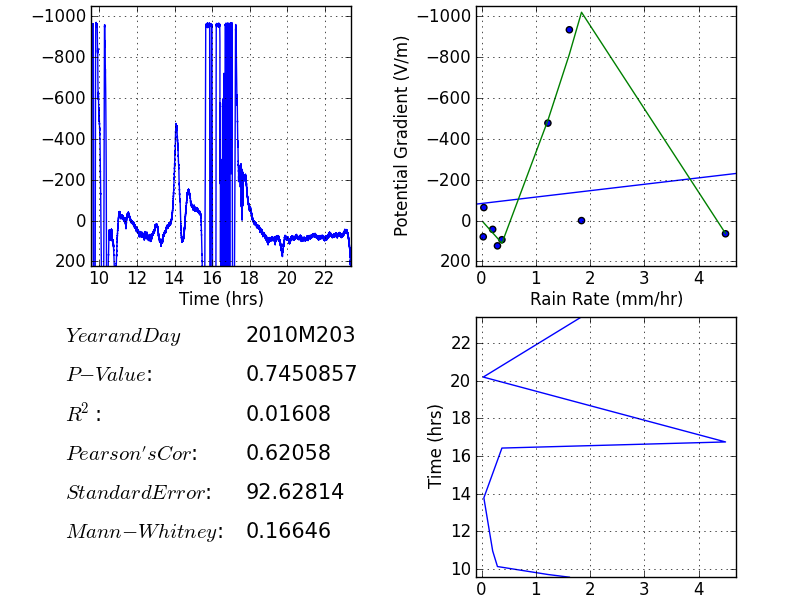 −1000
−800
−600
−400
−200
0
200
10 12 14 16 18 20 22
Time (hrs)
Potential Gradient (V/m)
−1000
−800
−600
−400
−200
0
200
0 1 2 3 4
Rain Rate (mm/hr)
YearandDay 2010M203
P−Value: 0.7450857
R²: 0.01608
Pearson'sCor: 0.62058
StandardError: 92.62814
Mann−Whitney: 0.16646
Time (hrs)
22
20
18
16
14
12
10
0 1 2 3 4